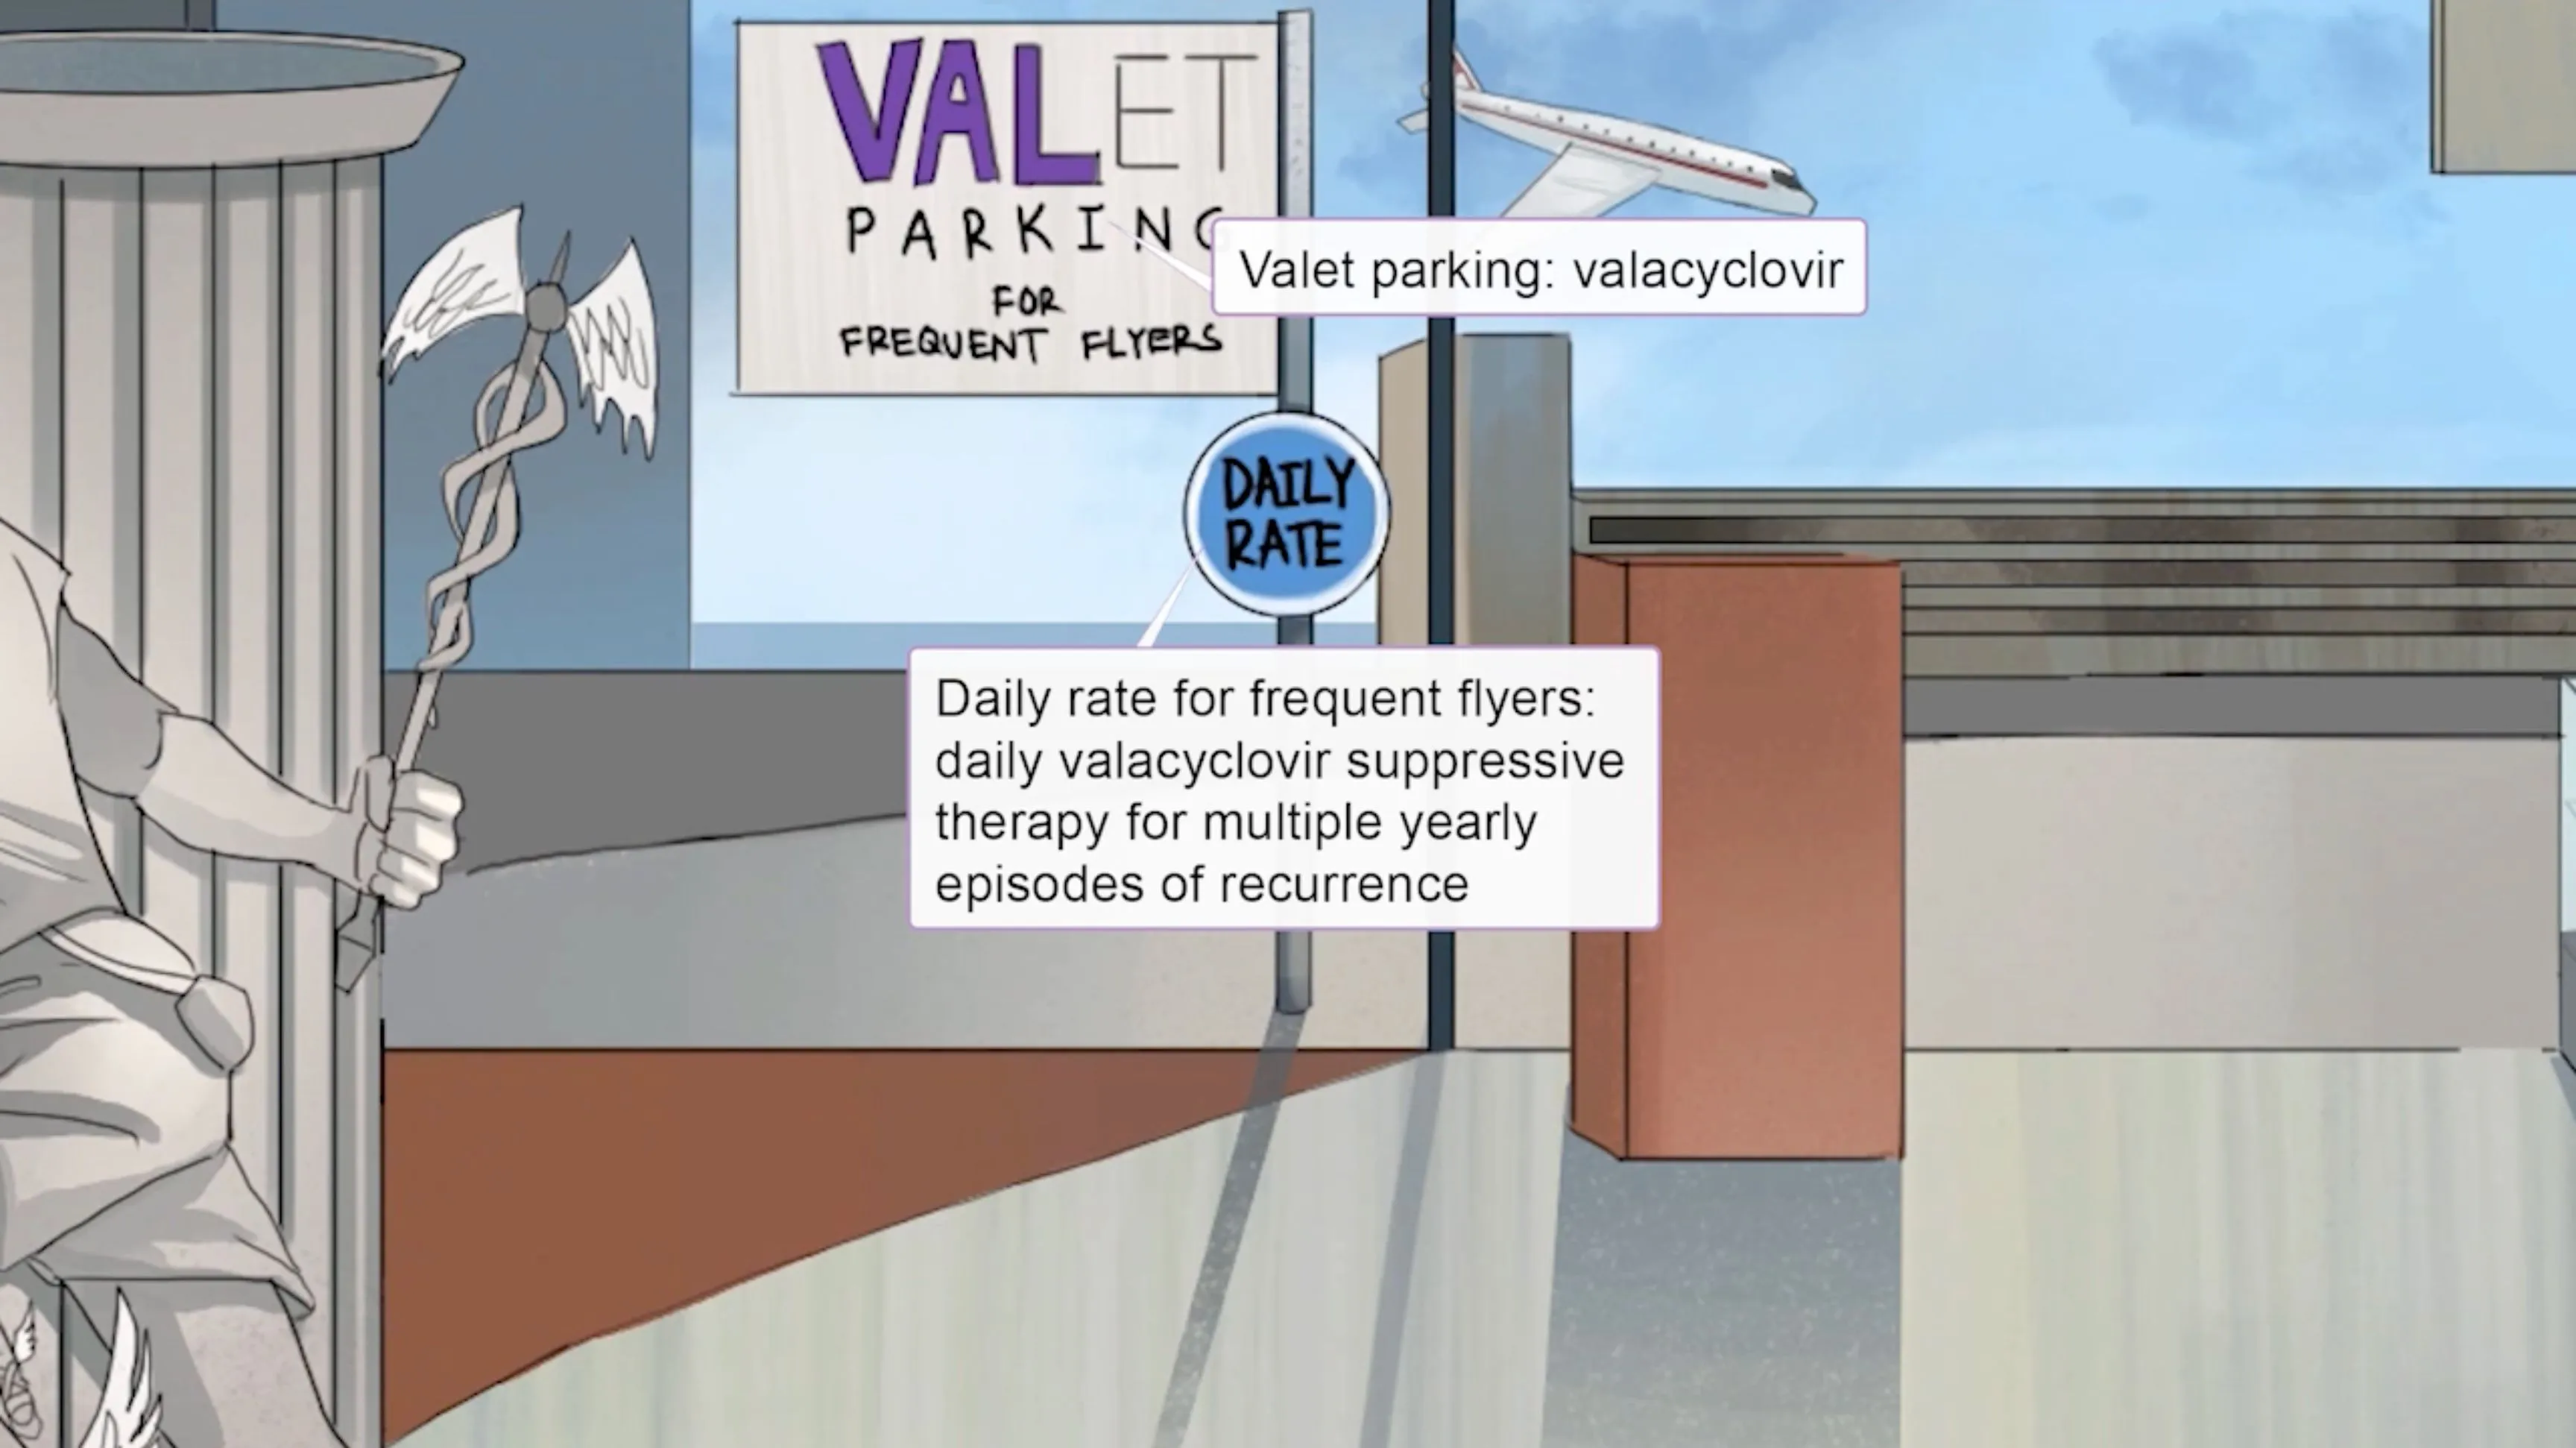 VALET
PARKING
FOR
FREQUENT FLYERS
Valet parking: valacyclovir
DAILY
RATE
Daily rate for frequent flyers:
daily valacyclovir suppressive
therapy for multiple yearly
episodes of recurrence